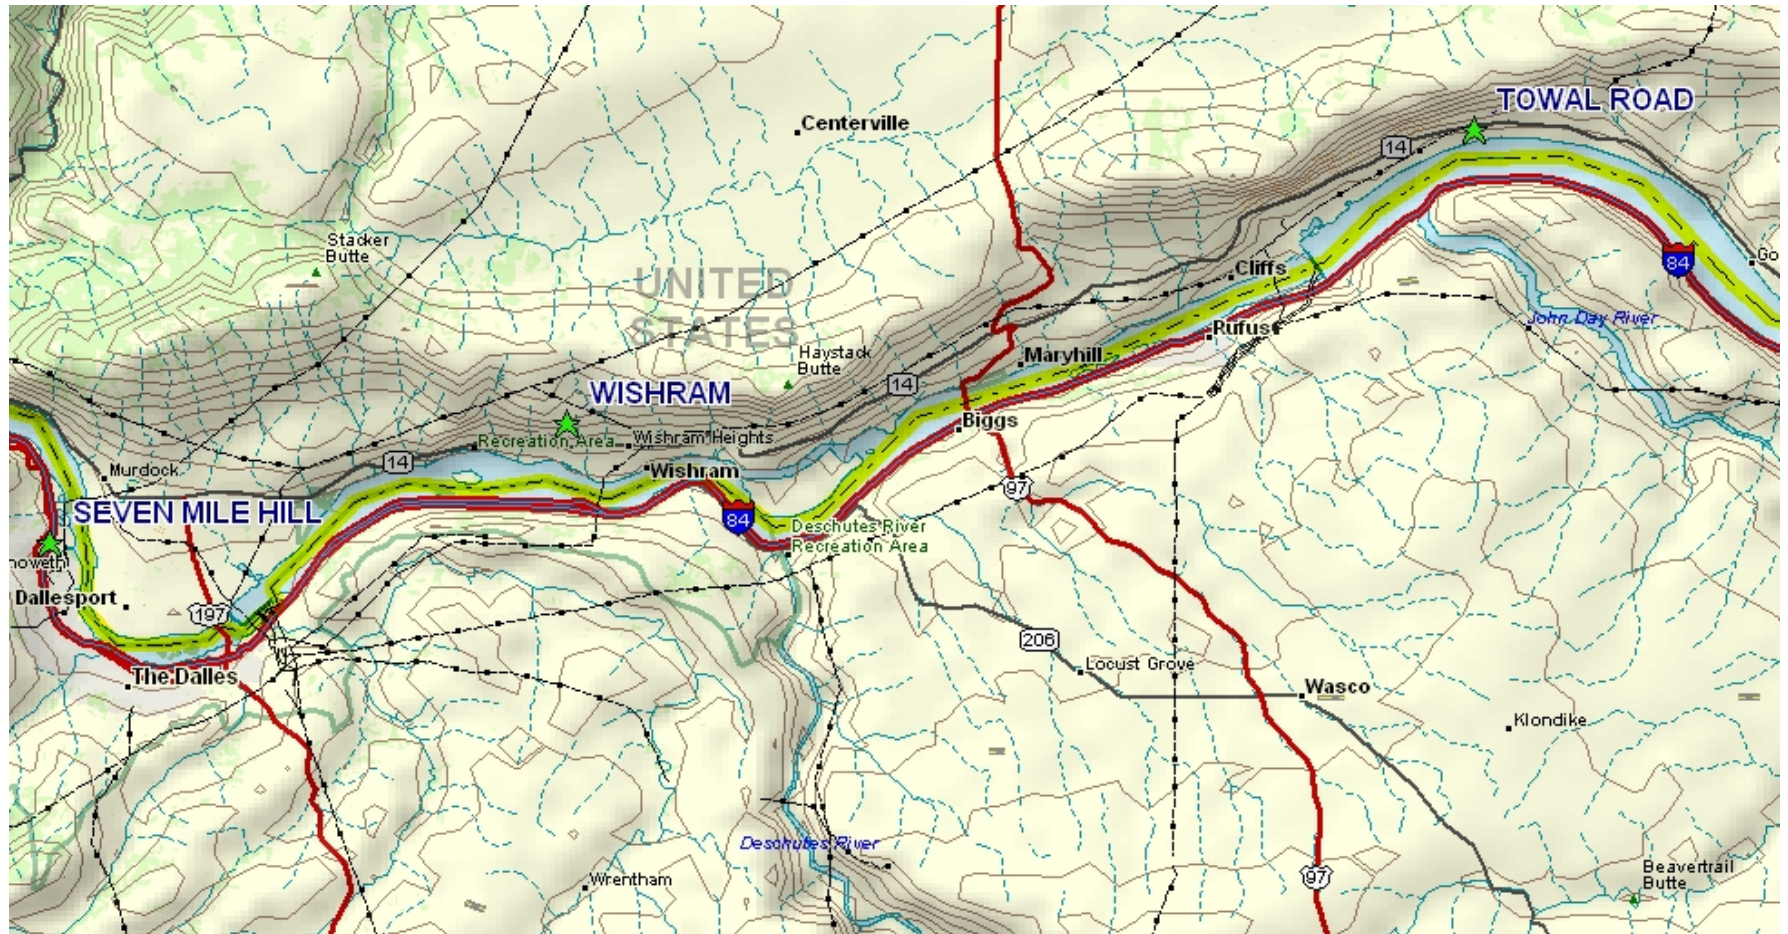 TOWAL ROAD
Centerville
14
Stacker
Butte
UNITED
STATES
Cliffs
Go
84
John Day River
Rufus
Maryhill
Haystack
Butte
14
WISHRAM
Biggs
Recreation Area
Wishram Heights
14
Wishram
Murdock
97
SEVEN MILE HILL
84
Deschutes River
Recreation Area
noweth
Dallesport
197
206
Locust Grove
The Dalles
Wasco
Klondike
Deschutes River
Wrentham
97
Beavertrail
Butte